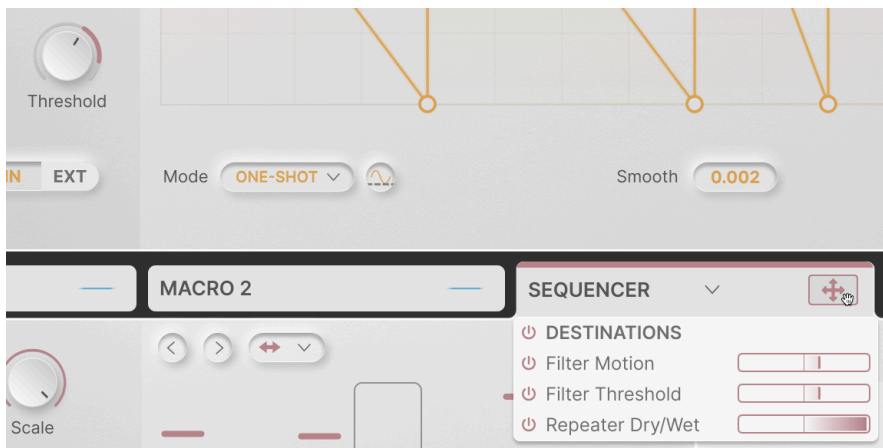 Threshold
IN EXT
Mode ONE-SHOT
Smooth 0.002
MACRO 2
SEQUENCER
DESTINATIONS
Filter Motion
Filter Threshold
Repeater Dry/Wet
Scale